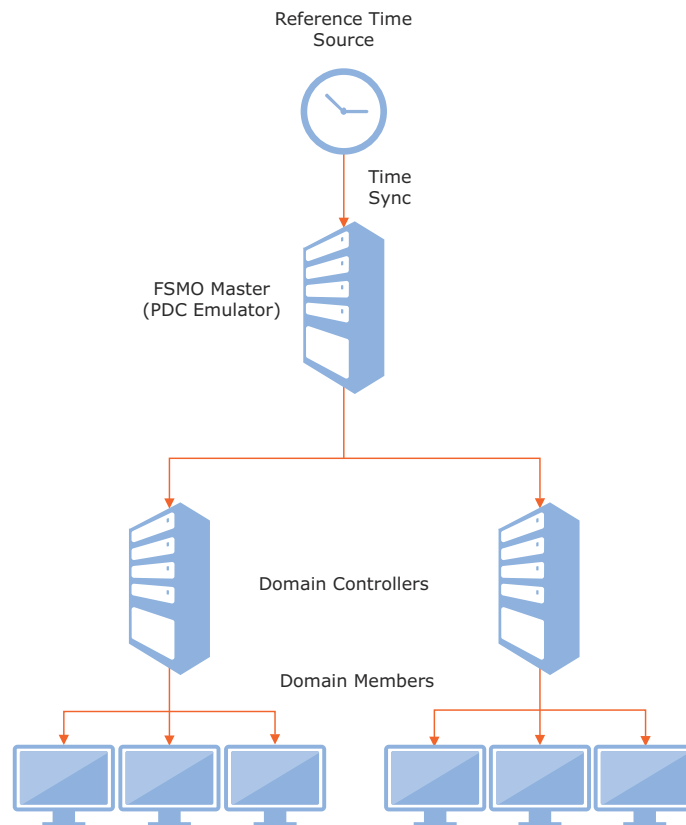 Reference Time
Source
Time
Sync
FSMO Master
(PDC Emulator)
Domain Controllers
Domain Members